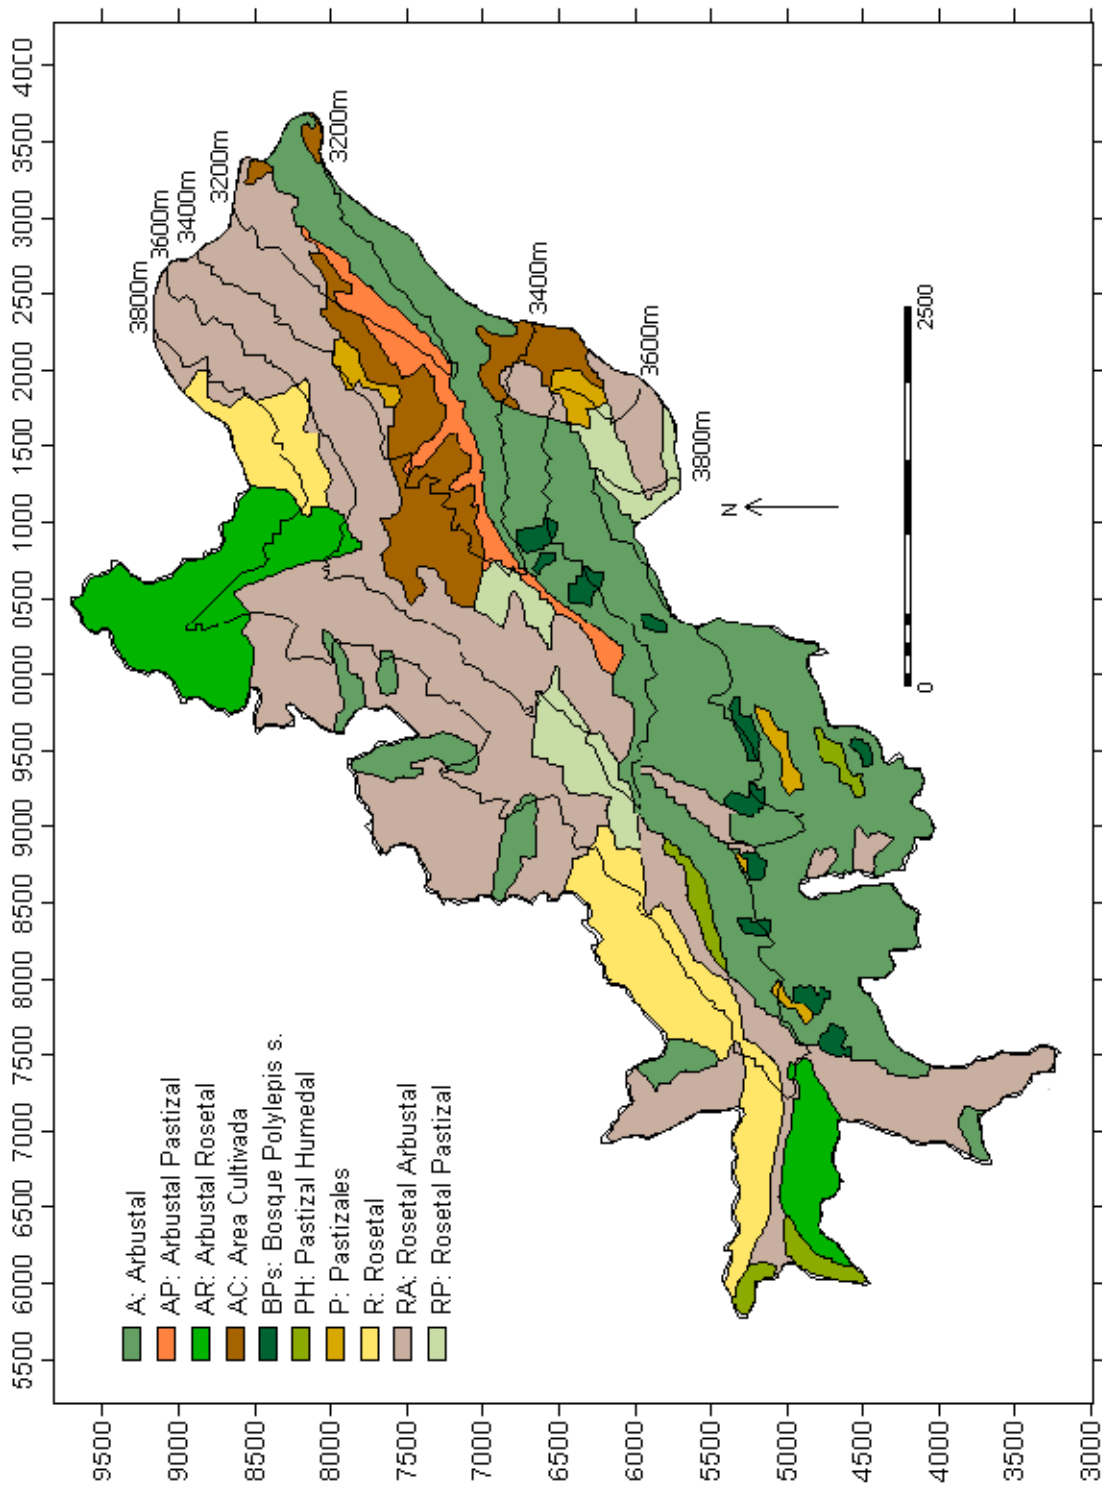 5500 6000 6500 7000 7500 8000 8500 9000 9500 0000 0500 1000 1500 2000 2500 3000 3500 4000
9500
9000
8500
8000
7500
7000
6500
6000
5500
5000
4500
4000
3500
3000
A: Arbustal
AP: Arbustal Pastizal
AR: Arbustal Rosetal
AC: Area Cultivada
BPs: Bosque Polylepis s.
PH: Pastizal Humedal
P: Pastizales
R: Rosetal
RA: Rosetal Arbustal
RP: Rosetal Pastizal
3800m
3600m
3400m
3200m
3200m
3400m
3600m
3800m
N
0 2500